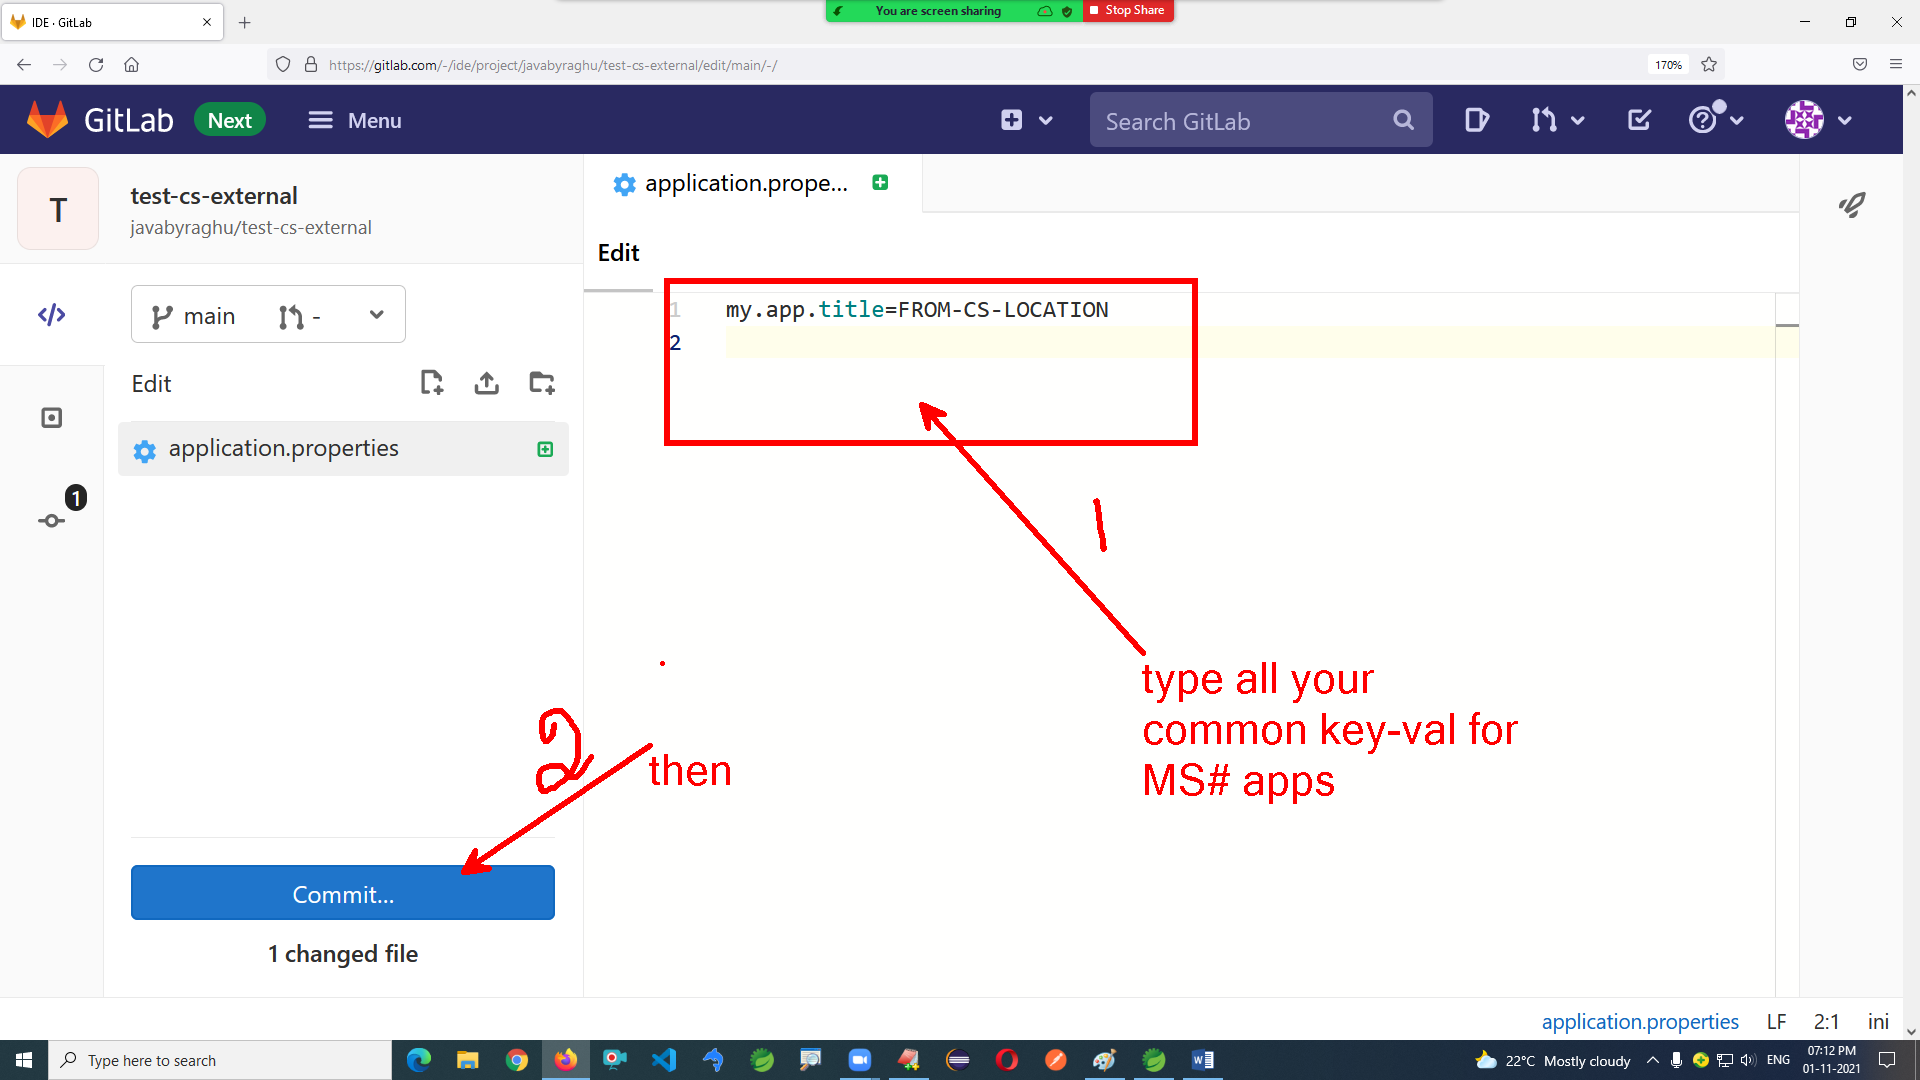 IDE · GitLab
You are screen sharing
Stop Share
https://gitlab.com/-/ide/project/javabyraghu/test-cs-external/edit/main/-/
170%
GitLab
Next
Menu
Search GitLab
T
test-cs-external
javabyraghu/test-cs-external
application.prope...
Edit
main
-
1 my.app.title=FROM-CS-LOCATION
2
Edit
application.properties
1
1
type all your
common key-val for
MS# apps
2
then
Commit...
1 changed file
application.properties
LF
2:1
ini
Type here to search
22°C Mostly cloudy
ENG
07:12 PM
01-11-2021